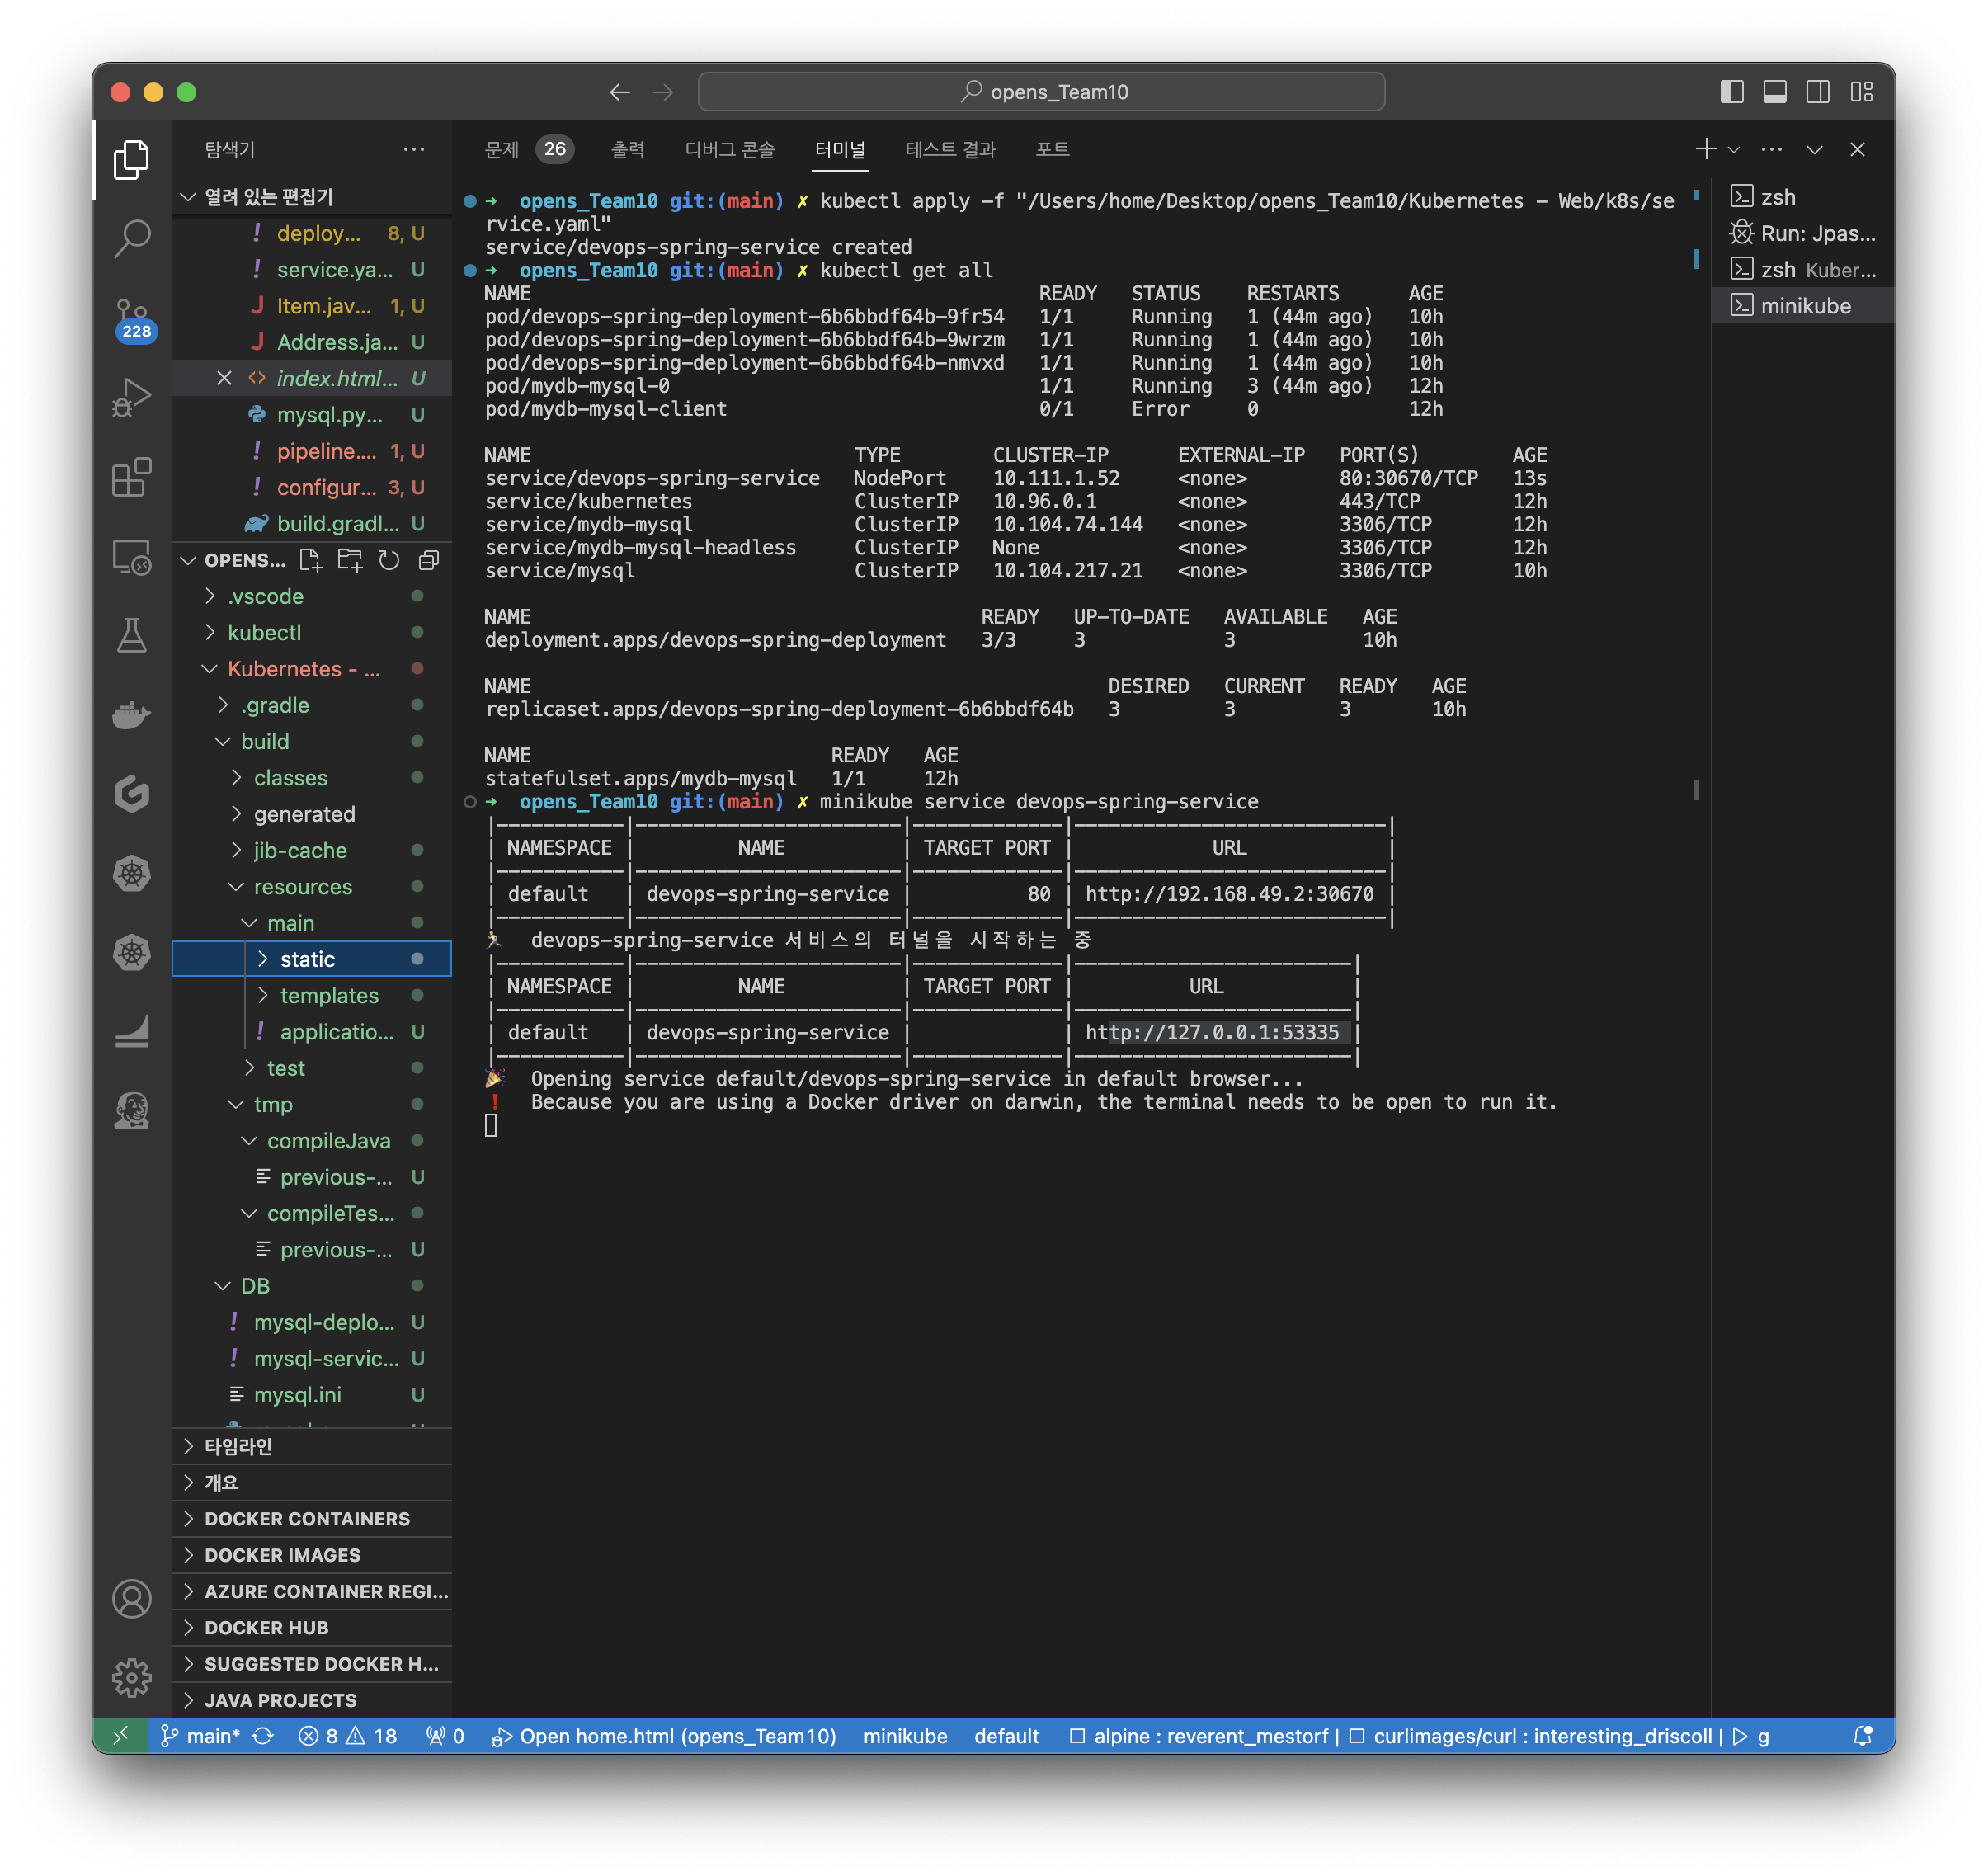 opens_Team10
탐색기
열려 있는 편집기
deploy... 8, U
service.ya... U
Item.jav... 1, U
Address.ja... U
index.html... U
mysql.py... U
pipeline.... 1, U
configur... 3, U
build.gradl... U
228
OPENS...
.vscode
kubectl
Kubernetes - ...
.gradle
build
classes
generated
jib-cache
resources
main
static
templates
applicatio... U
test
tmp
compileJava
previous-... U
compileTes...
previous-... U
DB
mysql-deplo... U
mysql-servic... U
mysql.ini U
타임라인
개요
DOCKER CONTAINERS
DOCKER IMAGES
AZURE CONTAINER REGI...
DOCKER HUB
SUGGESTED DOCKER H...
JAVA PROJECTS
문제 26 출력 디버그 콘솔 터미널 테스트 결과 포트
➜ opens_Team10 git:(main) ✗ kubectl apply -f "/Users/home/Desktop/opens_Team10/Kubernetes - Web/k8s/se
rvice.yaml"
service/devops-spring-service created
➜ opens_Team10 git:(main) ✗ kubectl get all
NAME READY STATUS RESTARTS AGE
pod/devops-spring-deployment-6b6bbdf64b-9fr54 1/1 Running 1 (44m ago) 10h
pod/devops-spring-deployment-6b6bbdf64b-9wrzm 1/1 Running 1 (44m ago) 10h
pod/devops-spring-deployment-6b6bbdf64b-nmvxd 1/1 Running 1 (44m ago) 10h
pod/mydb-mysql-0 1/1 Running 3 (44m ago) 12h
pod/mydb-mysql-client 0/1 Error 0 12h
NAME TYPE CLUSTER-IP EXTERNAL-IP PORT(S) AGE
service/devops-spring-service NodePort 10.111.1.52 <none> 80:30670/TCP 13s
service/kubernetes ClusterIP 10.96.0.1 <none> 443/TCP 12h
service/mydb-mysql ClusterIP 10.104.74.144 <none> 3306/TCP 12h
service/mydb-mysql-headless ClusterIP None <none> 3306/TCP 12h
service/mysql ClusterIP 10.104.217.21 <none> 3306/TCP 10h
NAME READY UP-TO-DATE AVAILABLE AGE
deployment.apps/devops-spring-deployment 3/3 3 3 10h
NAME DESIRED CURRENT READY AGE
replicaset.apps/devops-spring-deployment-6b6bbdf64b 3 3 3 10h
NAME READY AGE
statefulset.apps/mydb-mysql 1/1 12h
➜ opens_Team10 git:(main) ✗ minikube service devops-spring-service
|-----------|-----------------------|-------------|---------------------------|
| NAMESPACE | NAME | TARGET PORT | URL |
|-----------|-----------------------|-------------|---------------------------|
| default | devops-spring-service | 80 | http://192.168.49.2:30670 |
|-----------|-----------------------|-------------|---------------------------|
🏃 devops-spring-service 서비스의 터널을 시작하는 중
|-----------|-----------------------|-------------|------------------------|
| NAMESPACE | NAME | TARGET PORT | URL |
|-----------|-----------------------|-------------|------------------------|
| default | devops-spring-service | | http://127.0.0.1:53335 |
|-----------|-----------------------|-------------|------------------------|
🎉 Opening service default/devops-spring-service in default browser...
❗ Because you are using a Docker driver on darwin, the terminal needs to be open to run it.
zsh
Run: Jpas...
zsh Kuber...
minikube
main* 8 18 0 Open home.html (opens_Team10) minikube default alpine : reverent_mestorf | curlimages/curl : interesting_driscoll | g